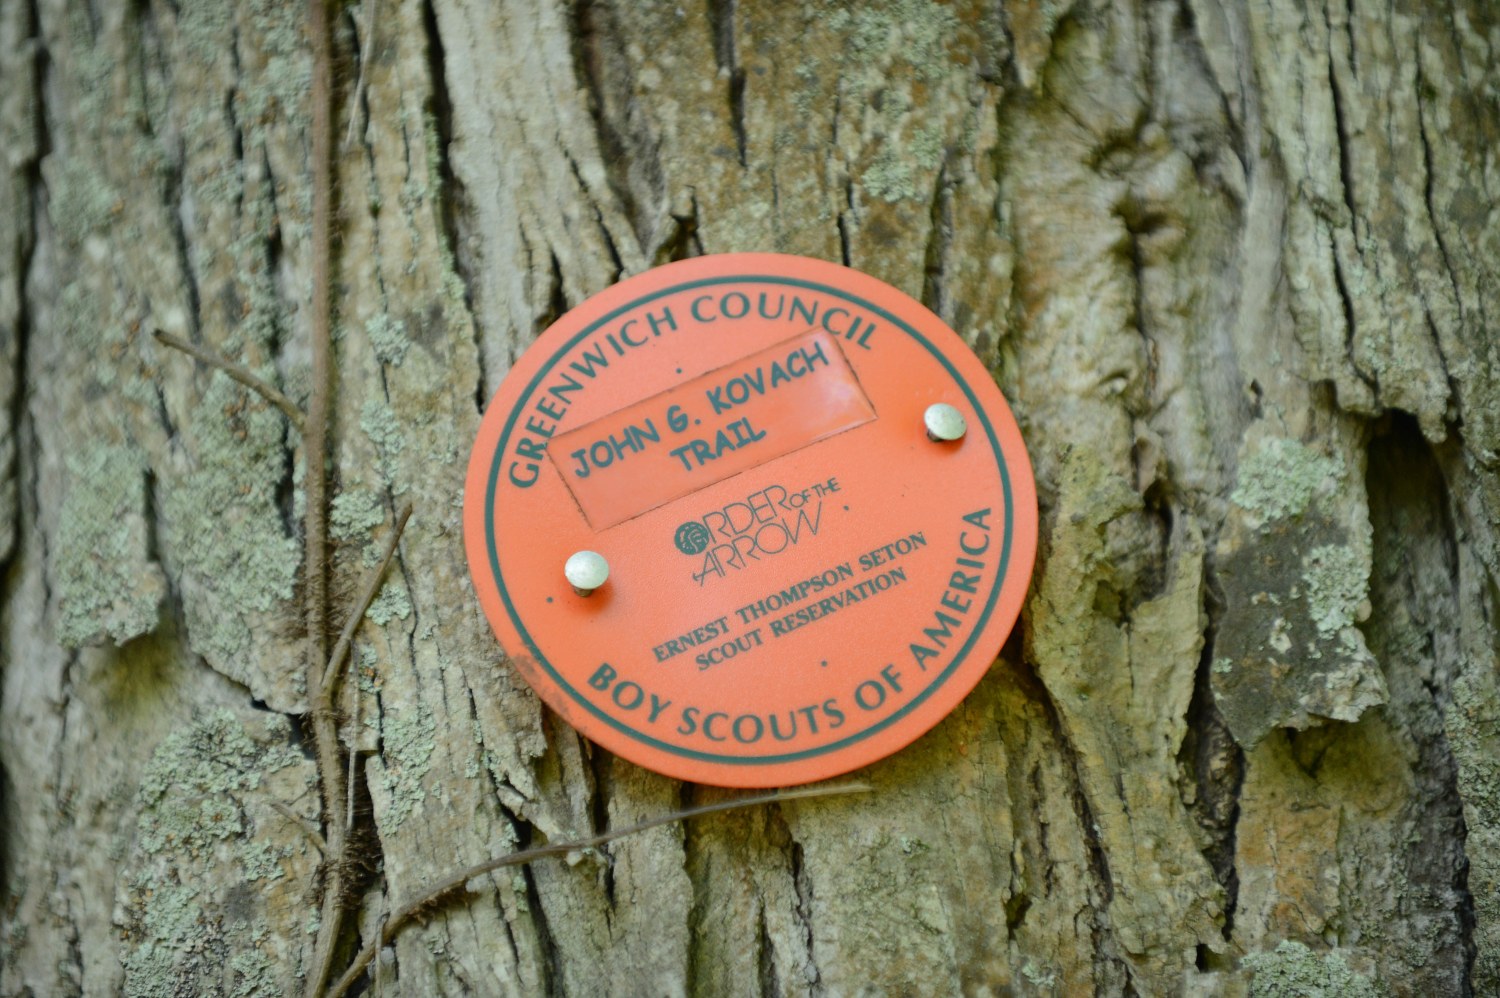 GREENWICH COUNCIL
JOHN G. KOVACH
TRAIL
ORDER OF THE
ARROW
ERNEST THOMPSON SETON
SCOUT RESERVATION
BOY SCOUTS OF AMERICA